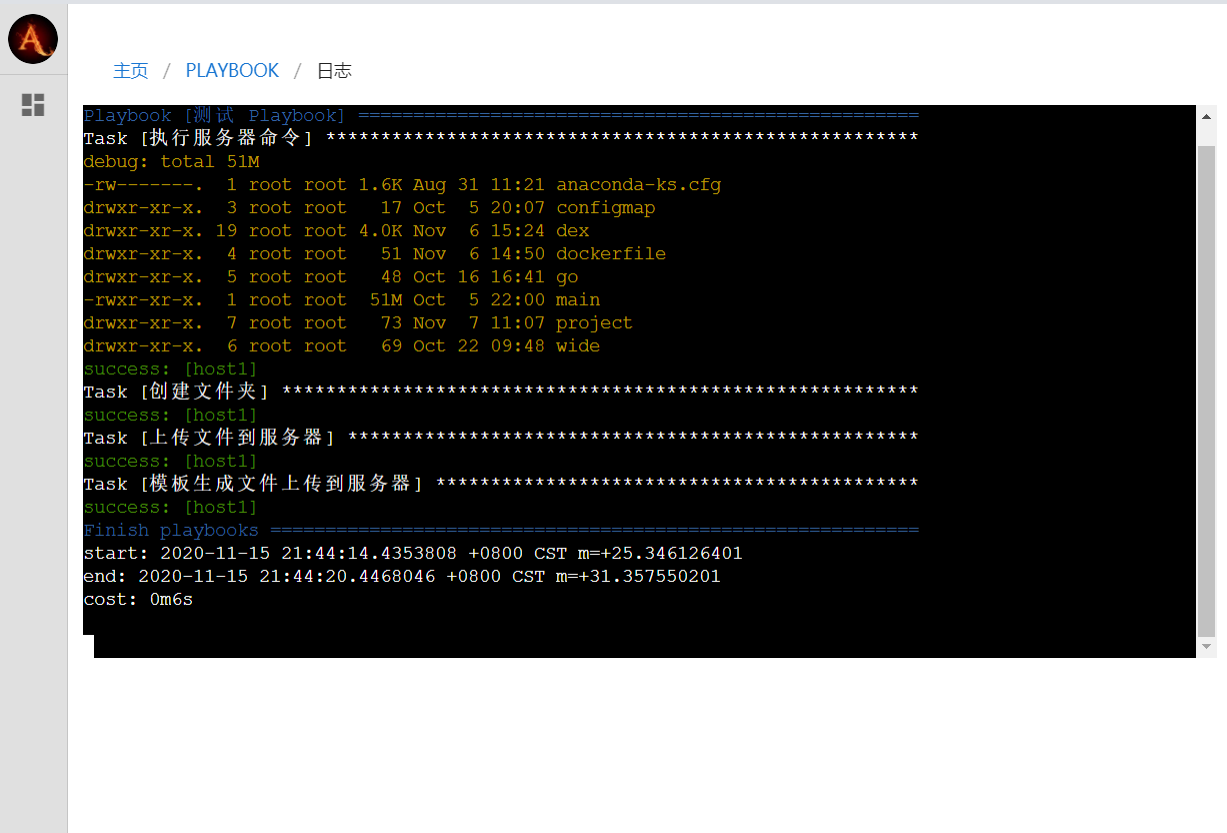 A
主页 / PLAYBOOK / 日志
Playbook [测试 Playbook] ===================================================
Task [执行服务器命令] ******************************************************
debug: total 51M
-rw-------.  1 root root 1.6K Aug 31 11:21 anaconda-ks.cfg
drwxr-xr-x.  3 root root   17 Oct  5 20:07 configmap
drwxr-xr-x. 19 root root 4.0K Nov  6 15:24 dex
drwxr-xr-x.  4 root root   51 Nov  6 14:50 dockerfile
drwxr-xr-x.  5 root root   48 Oct 16 16:41 go
-rwxr-xr-x.  1 root root  51M Oct  5 22:00 main
drwxr-xr-x.  7 root root   73 Nov  7 11:07 project
drwxr-xr-x.  6 root root   69 Oct 22 09:48 wide
success: [host1]
Task [创建文件夹] **********************************************************
success: [host1]
Task [上传文件到服务器] ****************************************************
success: [host1]
Task [模板生成文件上传到服务器] ********************************************
success: [host1]
Finish playbooks ===========================================================
start: 2020-11-15 21:44:14.4353808 +0800 CST m=+25.346126401
end: 2020-11-15 21:44:20.4468046 +0800 CST m=+31.357550201
cost: 0m6s